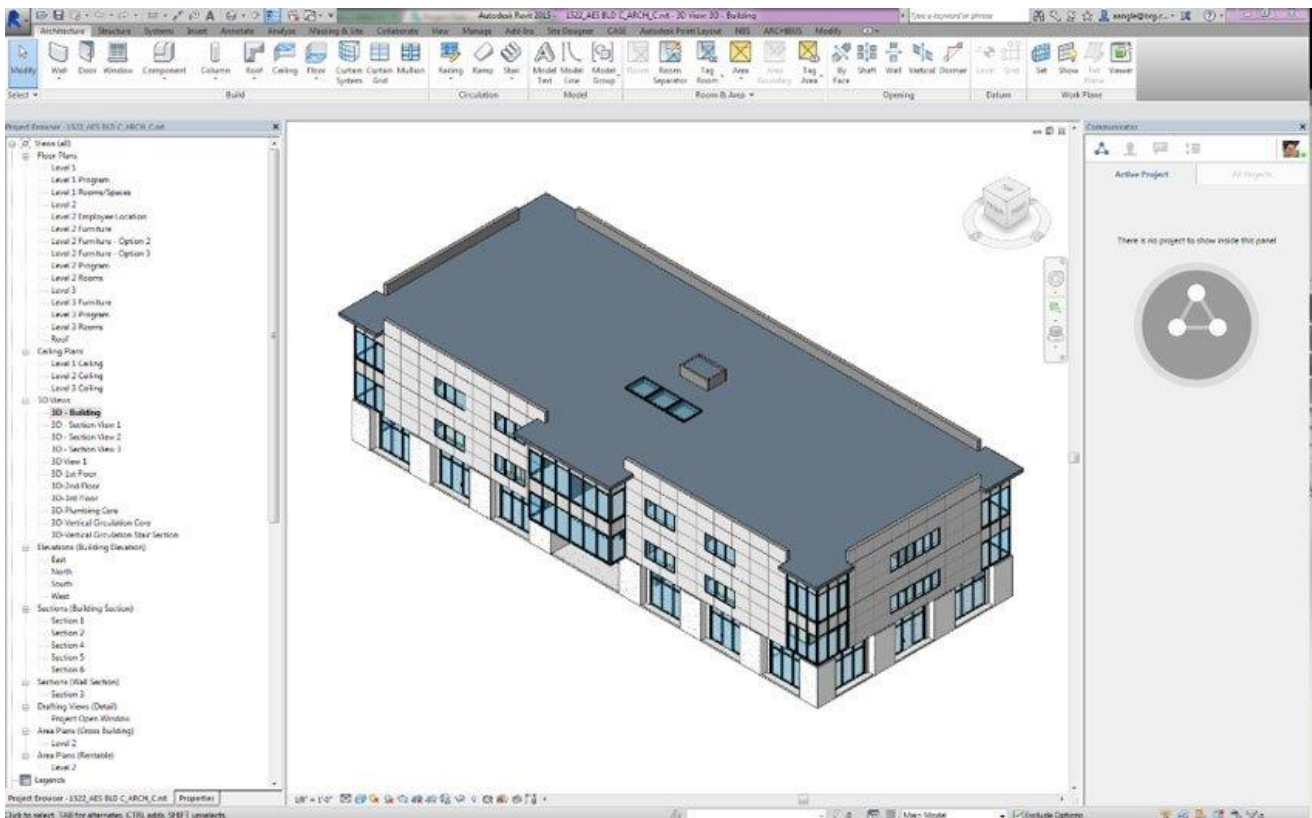 Autodesk Revit 2015 - 1522_AES BLD C_ARCH_C.rvt - 3D View: 3D - Building
Type a keyword or phrase
Architecture Structure Systems Insert Annotate Analyze Massing & Site Collaborate View Manage Add-Ins Site Designer CASE Autodesk Point Layout NBS ARCHIBUS Modify
Modify Wall Door Window Component Column Roof Ceiling Floor Curtain System Curtain Grid Mullion Railing Ramp Stair Model Text Model Line Model Group Room Room Separator Tag Room Area Area Boundary Tag Area By Face Shaft Wall Vertical Dormer Level Grid Set Show Ref Plane Viewer
Select Build Circulation Model Room & Area Opening Datum Work Plane
Project Browser - 1522_AES BLD C_ARCH_C.rvt
Views (all)
Floor Plans
Level 1
Level 1 Program
Level 1 Rooms/Spaces
Level 2
Level 2 Employee Location
Level 2 Furniture
Level 2 Furniture - Option 2
Level 2 Furniture - Option 3
Level 2 Program
Level 2 Rooms
Level 3
Level 3 Furniture
Level 3 Program
Level 3 Rooms
Roof
Ceiling Plans
Level 1 Ceiling
Level 2 Ceiling
Level 3 Ceiling
3D Views
3D - Building
3D - Section View 1
3D - Section View 2
3D - Section View 3
3D View 1
3D-1st Floor
3D-2nd Floor
3D-3rd Floor
3D-Plumbing Core
3D-Vertical Circulation Core
3D-Vertical Circulation Stair Section
Elevations (Building Elevation)
East
North
South
West
Sections (Building Section)
Section 1
Section 2
Section 4
Section 5
Section 6
Sections (Wall Section)
Section 3
Drafting Views (Detail)
Project Open Window
Area Plans (Gross Building)
Level 2
Area Plans (Rentable)
Level 2
Legends
Project Browser - 1522_AES BLD C_ARCH_C.rvt Properties
Communicator
Active Project All Projects
There is no project to show inside this panel
1/8" = 1'-0"
Click to select, TAB for alternates, CTRL adds, SHIFT unselects.
Main Model
Exclude Options